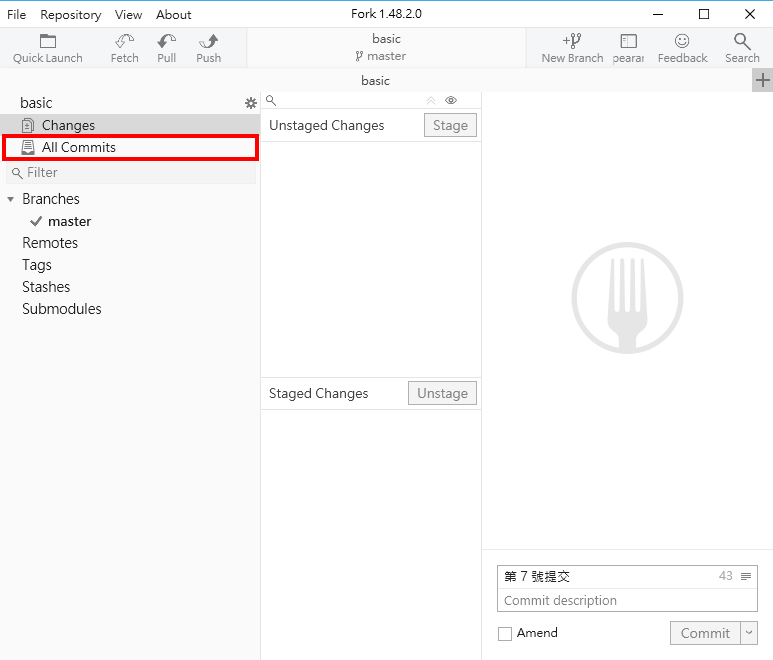 File Repository View About Fork 1.48.2.0
Quick Launch Fetch Pull Push basic master New Branch pearar Feedback Search
basic
basic
Changes
All Commits
Filter
Branches
master
Remotes
Tags
Stashes
Submodules
Unstaged Changes Stage
Staged Changes Unstage
第 7 號提交 43
Commit description
Amend Commit